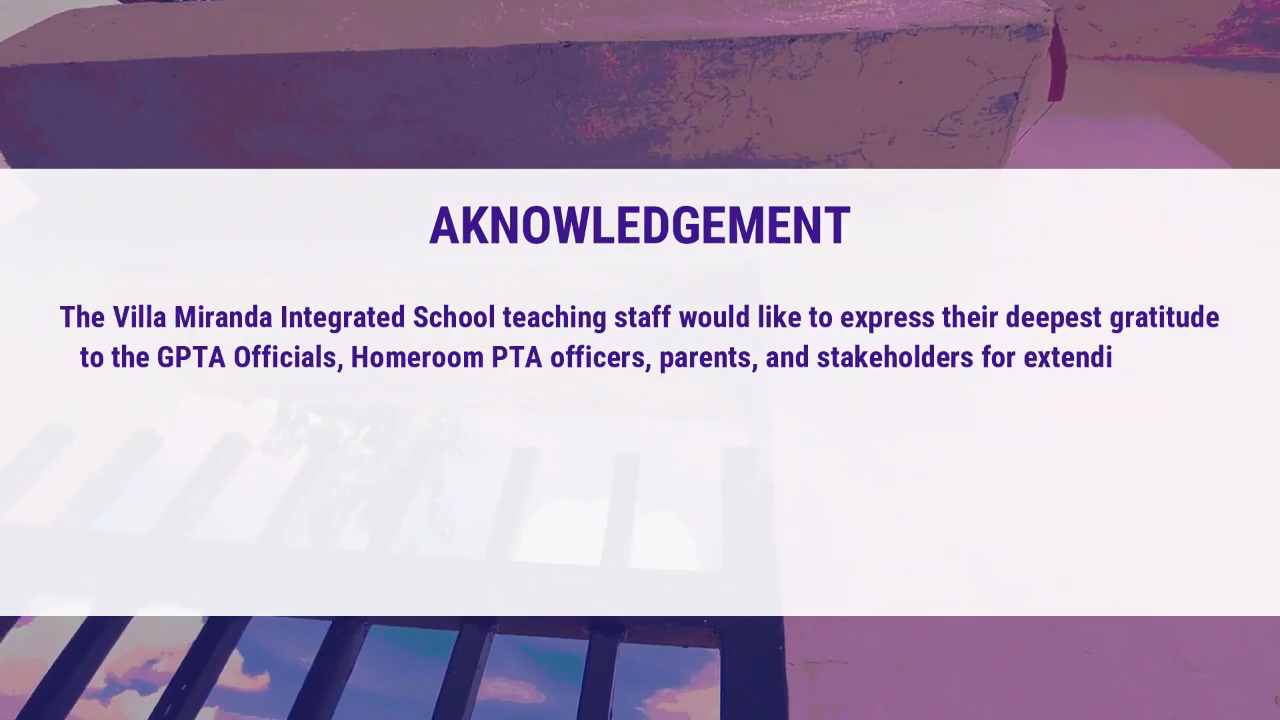 AKNOWLEDGEMENT
The Villa Miranda Integrated School teaching staff would like to express their deepest gratitude
to the GPTA Officials, Homeroom PTA officers, parents, and stakeholders for extendi